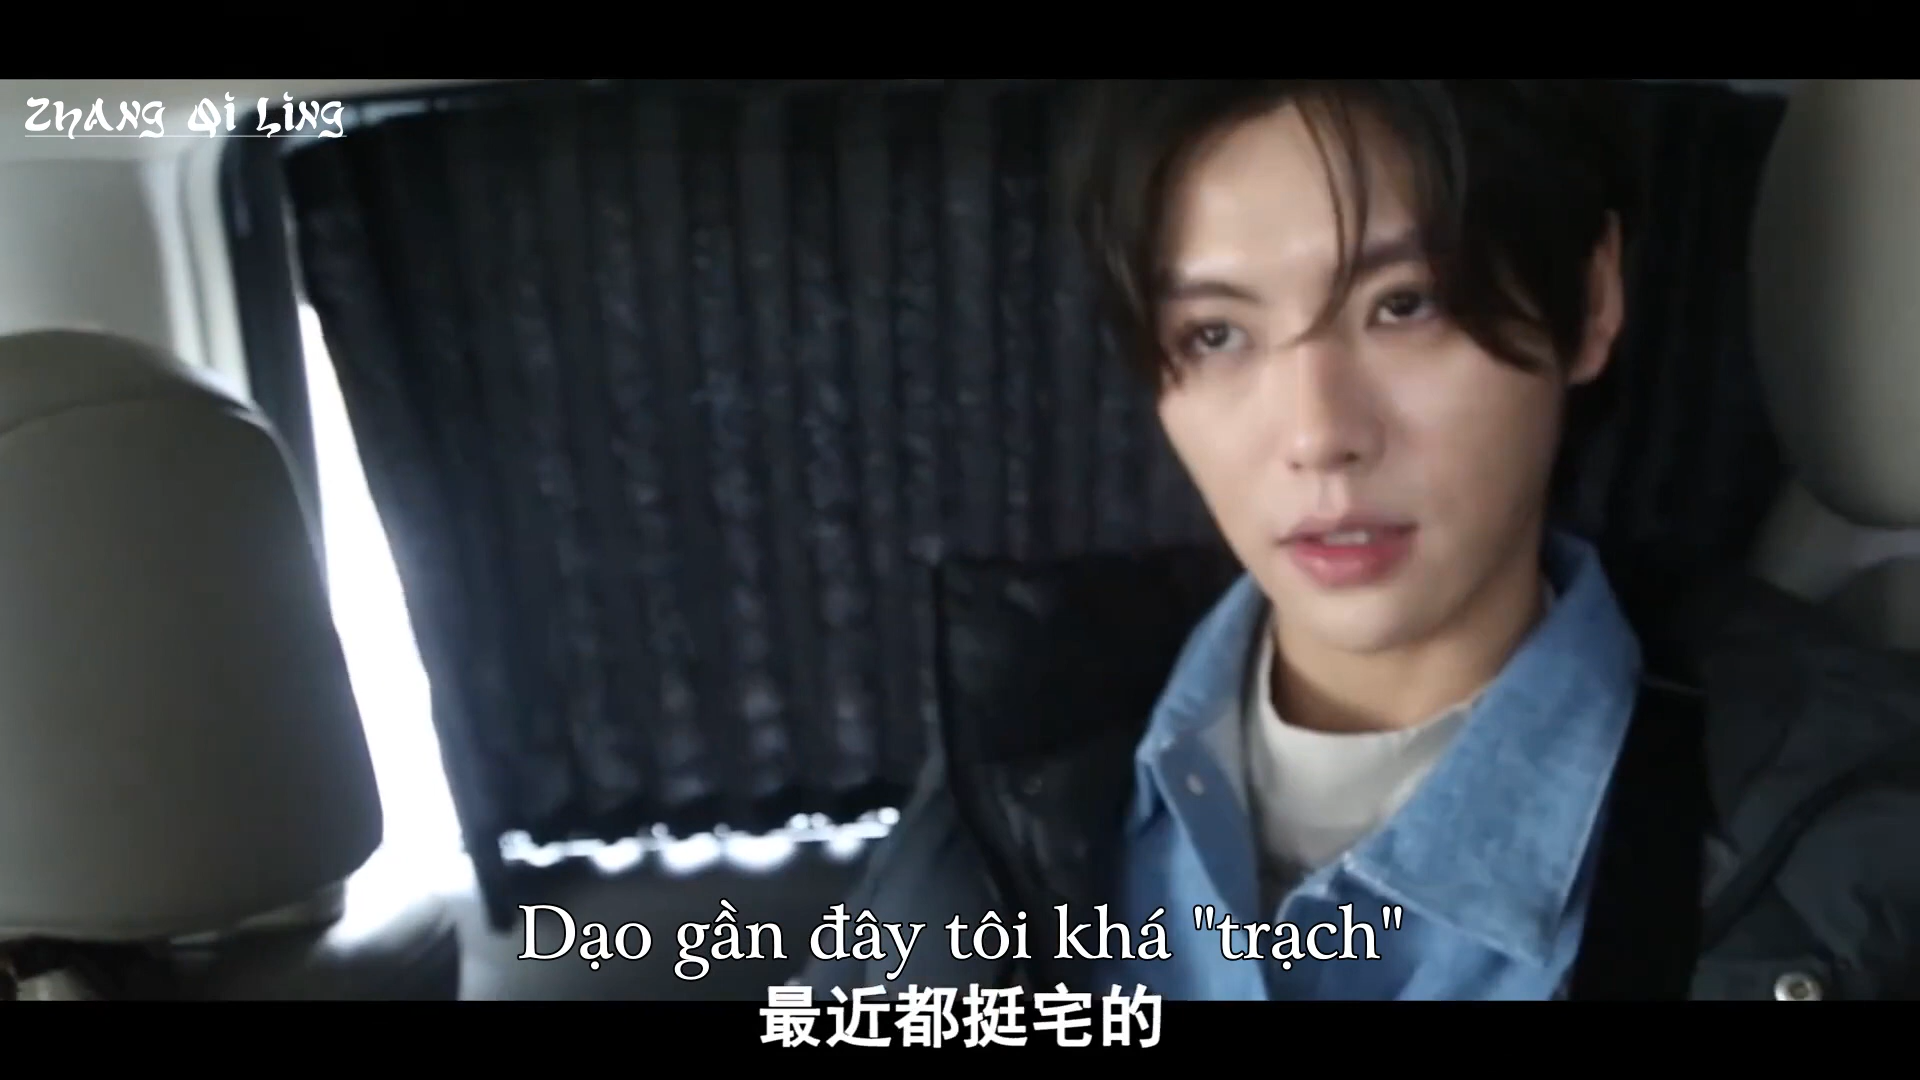 ZHANG QI LING
Dạo gần đây tôi khá "trạch"
最近都挺宅的